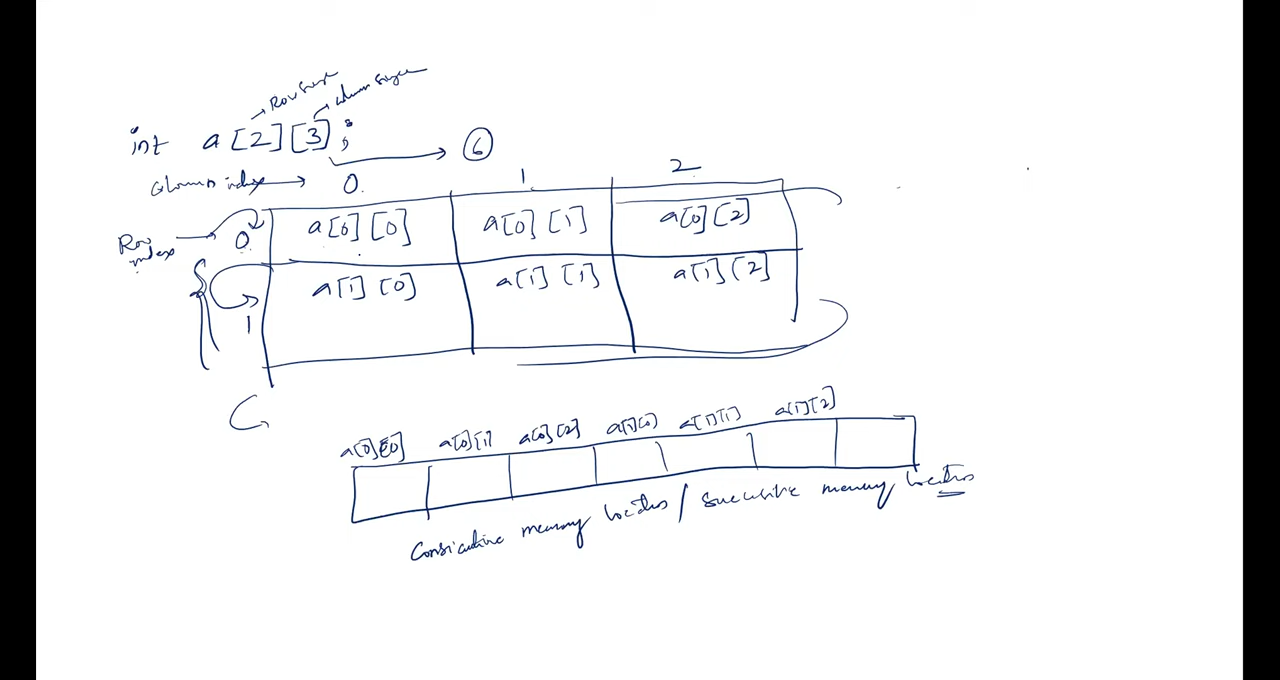 Row size column size
int a[2][3];
6
Column index 0 1 2
Row index
0 a[0][0] a[0][1] a[0][2]
1 a[1][0] a[1][1] a[1][2]
a[0][0] a[0][1] a[0][2] a[1][0] a[1][1] a[1][2]
Consicutive memory locations / Successive memory locations